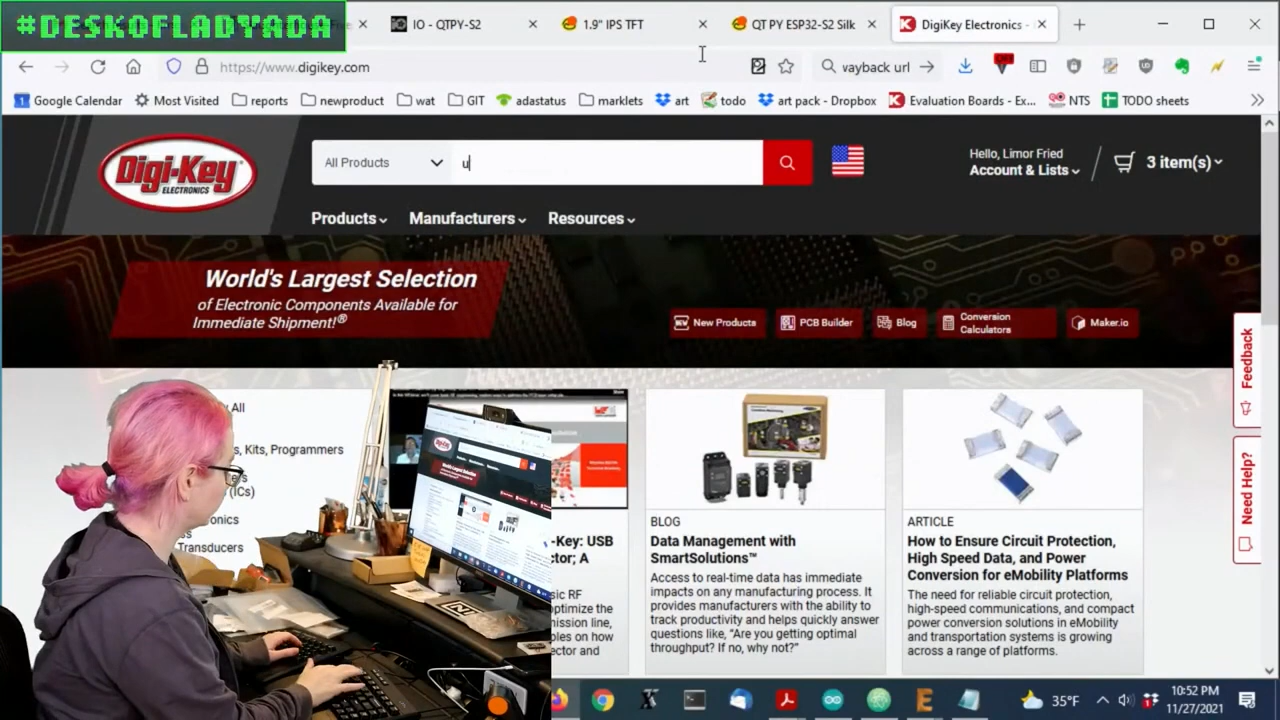 #DESKOFLADYADA
IO - QTPY-S2
1.9" IPS TFT
QT PY ESP32-S2 Silk
DigiKey Electronics -
https://www.digikey.com
vayback url
OFF
Google Calendar
Most Visited
reports
newproduct
wat
GIT
adastatus
marklets
art
todo
art pack - Dropbox
Evaluation Boards - Ex...
NTS
TODO sheets
Digi-Key
ELECTRONICS
All Products
u
Hello, Limor Fried
Account & Lists
3 item(s)
Products
Manufacturers
Resources
World's Largest Selection
of Electronic Components Available for
Immediate Shipment!®
New Products
PCB Builder
Blog
Conversion
Calculators
Maker.io
Feedback
Need Help?
All
s, Kits, Programmers
(ICs)
Transducers
-Key: USB
BLOG
Data Management with
SmartSolutions™
Access to real-time data has immediate
impacts on any manufacturing process. It
provides manufacturers with the ability to
track productivity and helps quickly answer
questions like, "Are you getting optimal
throughput? If no, why not?"
ARTICLE
How to Ensure Circuit Protection,
High Speed Data, and Power
Conversion for eMobility Platforms
The need for reliable circuit protection,
high-speed communications, and compact
power conversion solutions in eMobility
and transportation systems is growing
across a range of platforms.
35°F
10:52 PM
11/27/2021